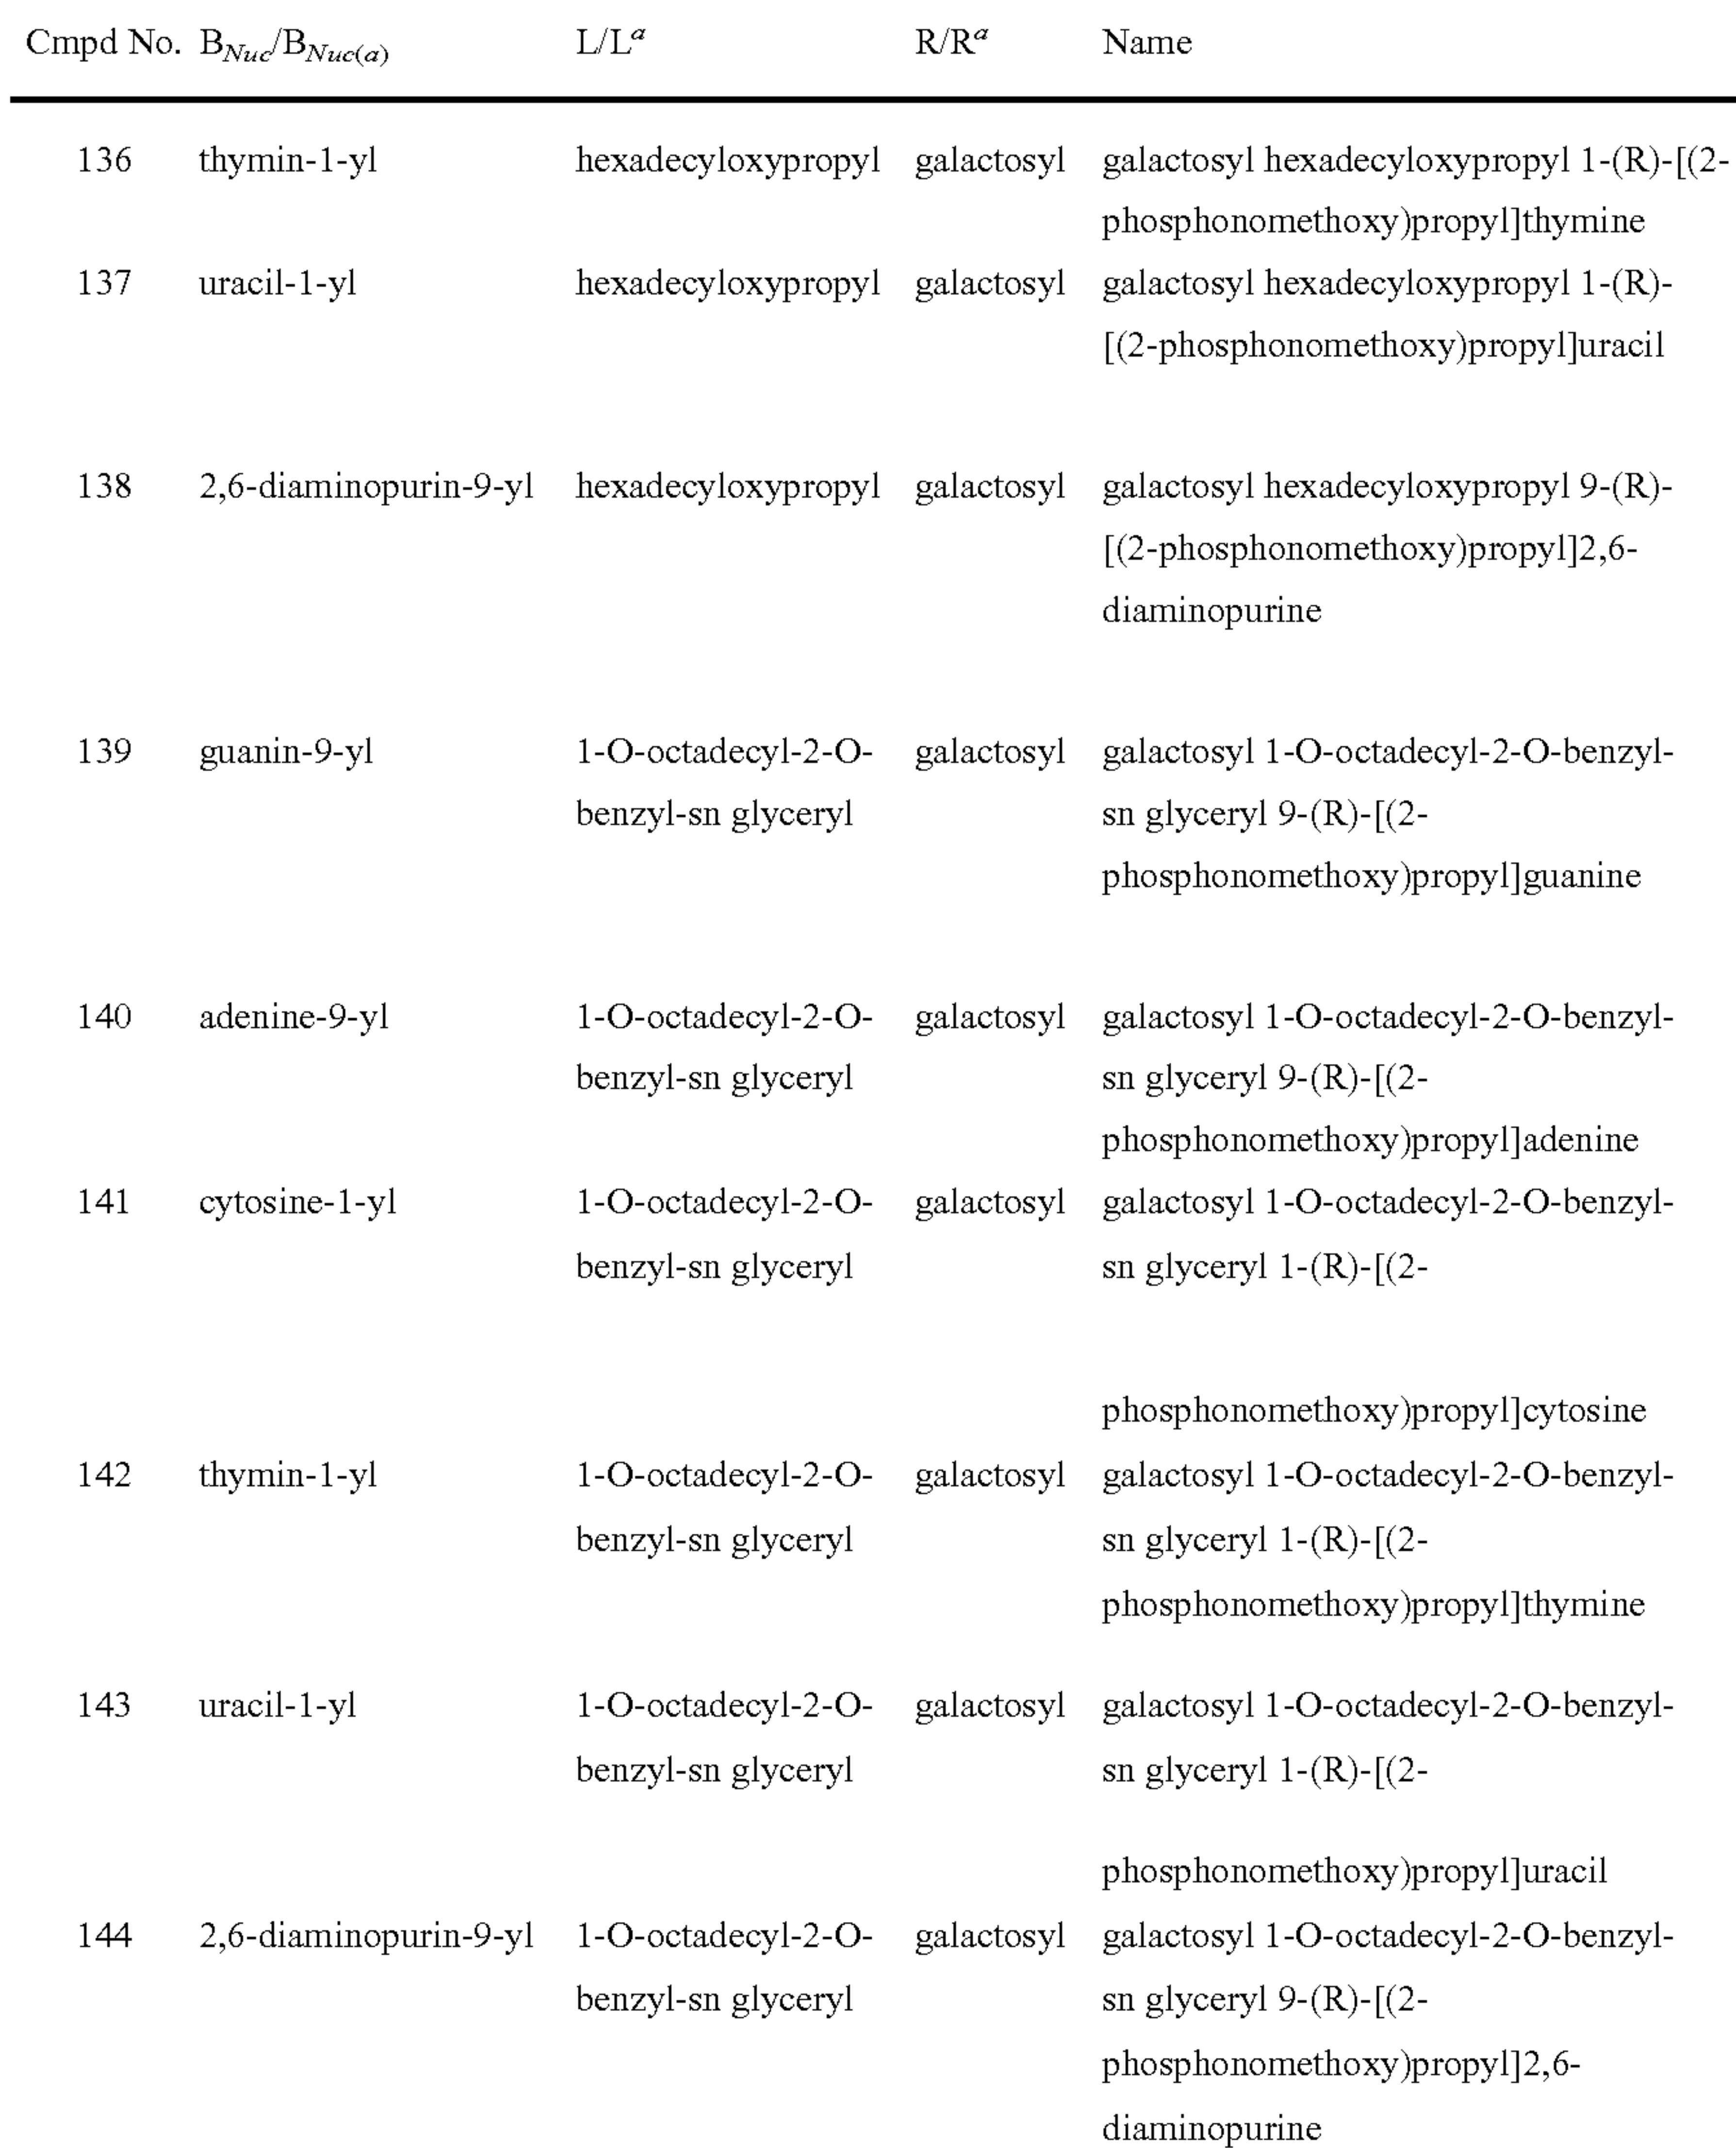 Cmpd No. B_Nuc/B_Nuc(a) L/L^a R/R^a Name
136 thymin-1-yl hexadecyloxypropyl galactosyl galactosyl hexadecyloxypropyl 1-(R)-[(2-
phosphonomethoxy)propyl]thymine
137 uracil-1-yl hexadecyloxypropyl galactosyl galactosyl hexadecyloxypropyl 1-(R)-
[(2-phosphonomethoxy)propyl]uracil
138 2,6-diaminopurin-9-yl hexadecyloxypropyl galactosyl galactosyl hexadecyloxypropyl 9-(R)-
[(2-phosphonomethoxy)propyl]2,6-
diaminopurine
139 guanin-9-yl 1-O-octadecyl-2-O- galactosyl galactosyl 1-O-octadecyl-2-O-benzyl-
benzyl-sn glyceryl sn glyceryl 9-(R)-[(2-
phosphonomethoxy)propyl]guanine
140 adenine-9-yl 1-O-octadecyl-2-O- galactosyl galactosyl 1-O-octadecyl-2-O-benzyl-
benzyl-sn glyceryl sn glyceryl 9-(R)-[(2-
phosphonomethoxy)propyl]adenine
141 cytosine-1-yl 1-O-octadecyl-2-O- galactosyl galactosyl 1-O-octadecyl-2-O-benzyl-
benzyl-sn glyceryl sn glyceryl 1-(R)-[(2-
phosphonomethoxy)propyl]cytosine
142 thymin-1-yl 1-O-octadecyl-2-O- galactosyl galactosyl 1-O-octadecyl-2-O-benzyl-
benzyl-sn glyceryl sn glyceryl 1-(R)-[(2-
phosphonomethoxy)propyl]thymine
143 uracil-1-yl 1-O-octadecyl-2-O- galactosyl galactosyl 1-O-octadecyl-2-O-benzyl-
benzyl-sn glyceryl sn glyceryl 1-(R)-[(2-
phosphonomethoxy)propyl]uracil
144 2,6-diaminopurin-9-yl 1-O-octadecyl-2-O- galactosyl galactosyl 1-O-octadecyl-2-O-benzyl-
benzyl-sn glyceryl sn glyceryl 9-(R)-[(2-
phosphonomethoxy)propyl]2,6-
diaminopurine